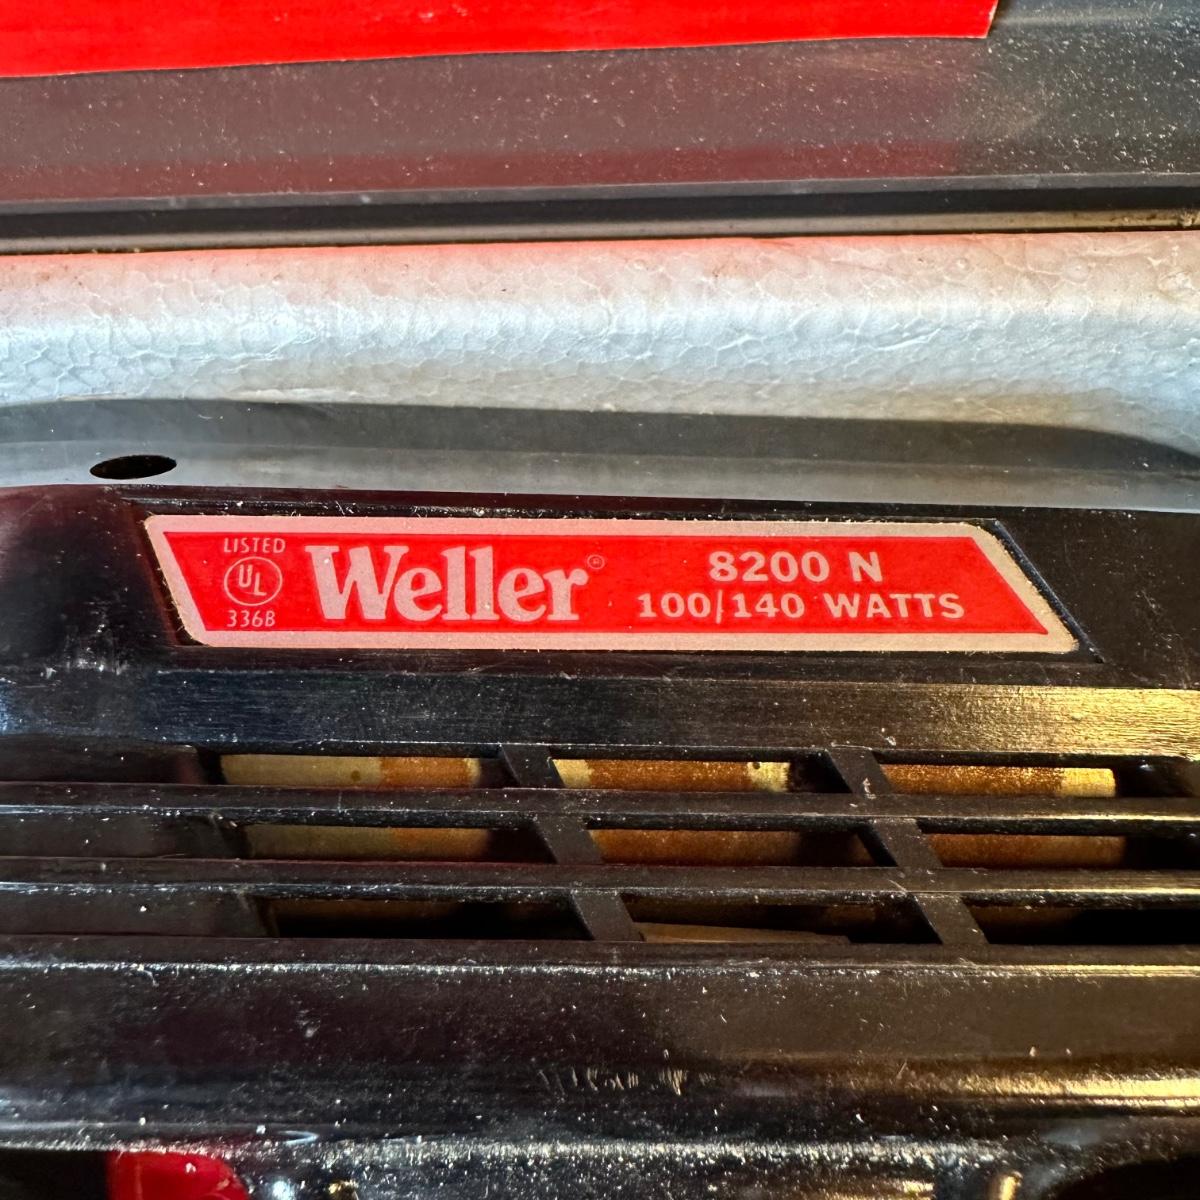 LISTED
UL
336B
Weller®
8200 N
100/140 WATTS